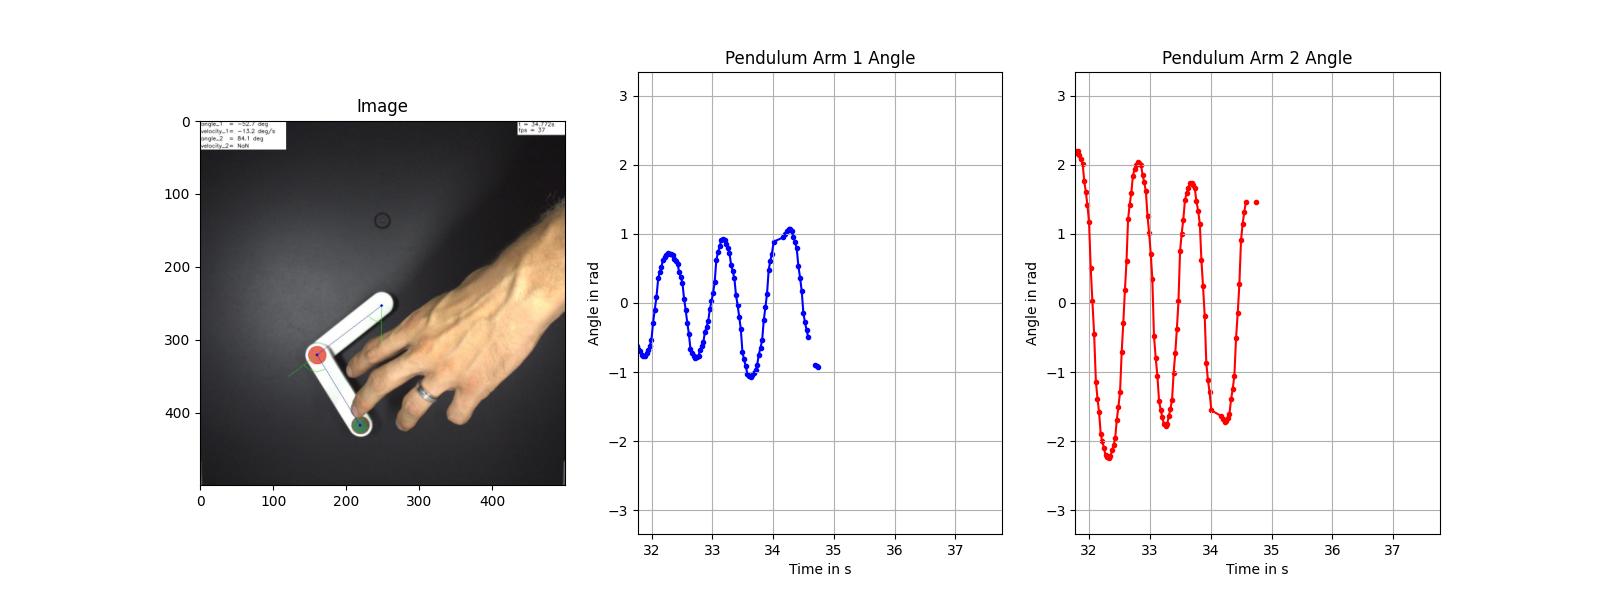 Image
Pendulum Arm 1 Angle
Pendulum Arm 2 Angle
angle_1 = -52.7 deg
velocity_1= -13.2 deg/s
angle_2 = 84.1 deg
velocity_2= NaN
t = 34.772s
fps = 37
0
100
200
300
400
0 100 200 300 400
Angle in rad
3
2
1
0
−1
−2
−3
32 33 34 35 36 37
Time in s
Angle in rad
3
2
1
0
−1
−2
−3
32 33 34 35 36 37
Time in s